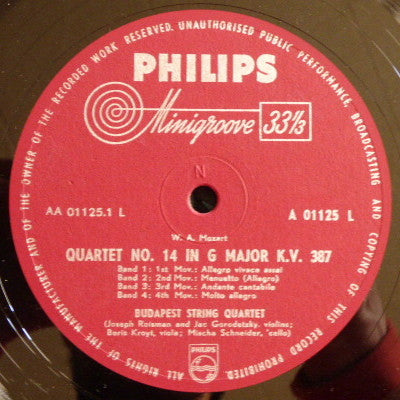 ALL RIGHTS OF THE MANUFACTURER AND OF THE OWNER OF THE RECORDED WORK RESERVED. UNAUTHORISED PUBLIC PERFORMANCE, BROADCASTING AND COPYING OF THIS RECORD PROHIBITED.
PHILIPS
Minigroove 33⅓
N
AA 01125.1 L
A 01125 L
W. A. Mozart
QUARTET NO. 14 IN G MAJOR K.V. 387
Band 1: 1st Mov.: Allegro vivace assai
Band 2: 2nd Mov.: Menuetto (Allegro)
Band 3: 3rd Mov.: Andante cantabile
Band 4: 4th Mov.: Molto allegro
BUDAPEST STRING QUARTET
(Joseph Roisman and Jac Gorodetzky, violins;
Boris Kroyt, viola; Mischa Schneider, 'cello)
PHILIPS